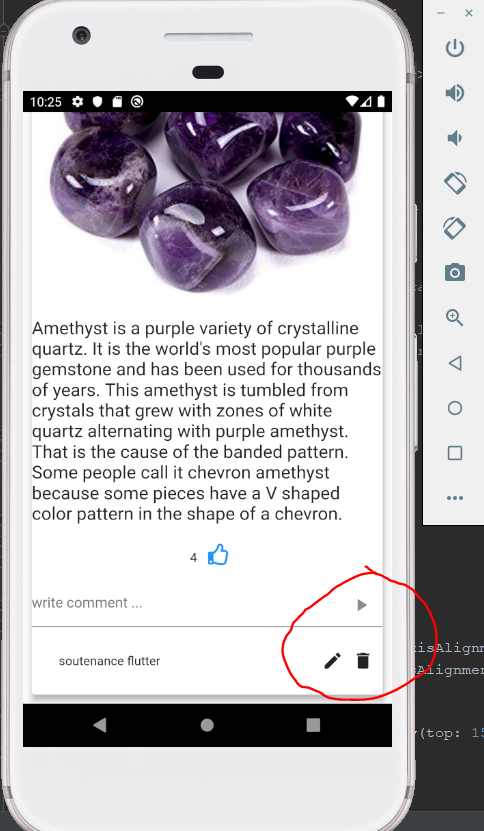 10:25
Amethyst is a purple variety of crystalline
quartz. It is the world's most popular purple
gemstone and has been used for thousands
of years. This amethyst is tumbled from
crystals that grew with zones of white
quartz alternating with purple amethyst.
That is the cause of the banded pattern.
Some people call it chevron amethyst
because some pieces have a V shaped
color pattern in the shape of a chevron.
4
write comment ...
soutenance flutter
(top: 15